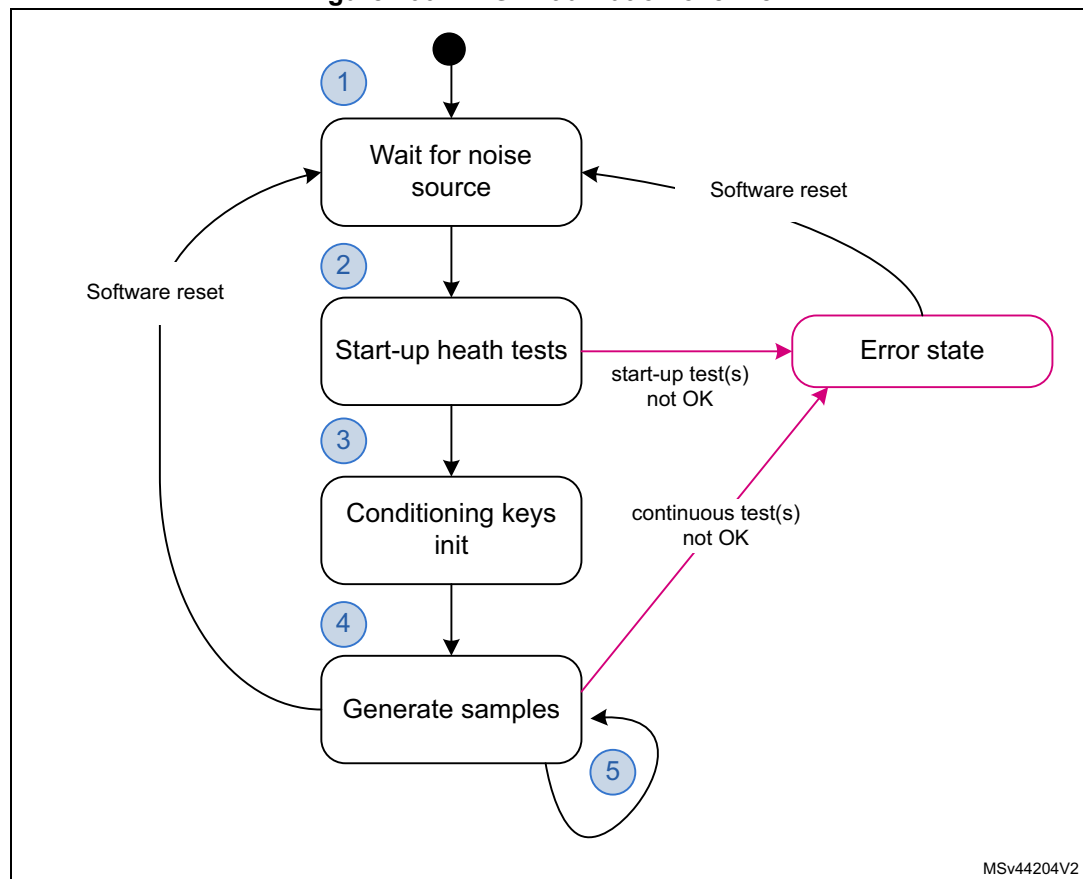 1
Wait for noise
source
Software reset
2
Software reset
Start-up heath tests
Error state
start-up test(s)
not OK
3
Conditioning keys
init
continuous test(s)
not OK
4
Generate samples
5
MSv44204V2